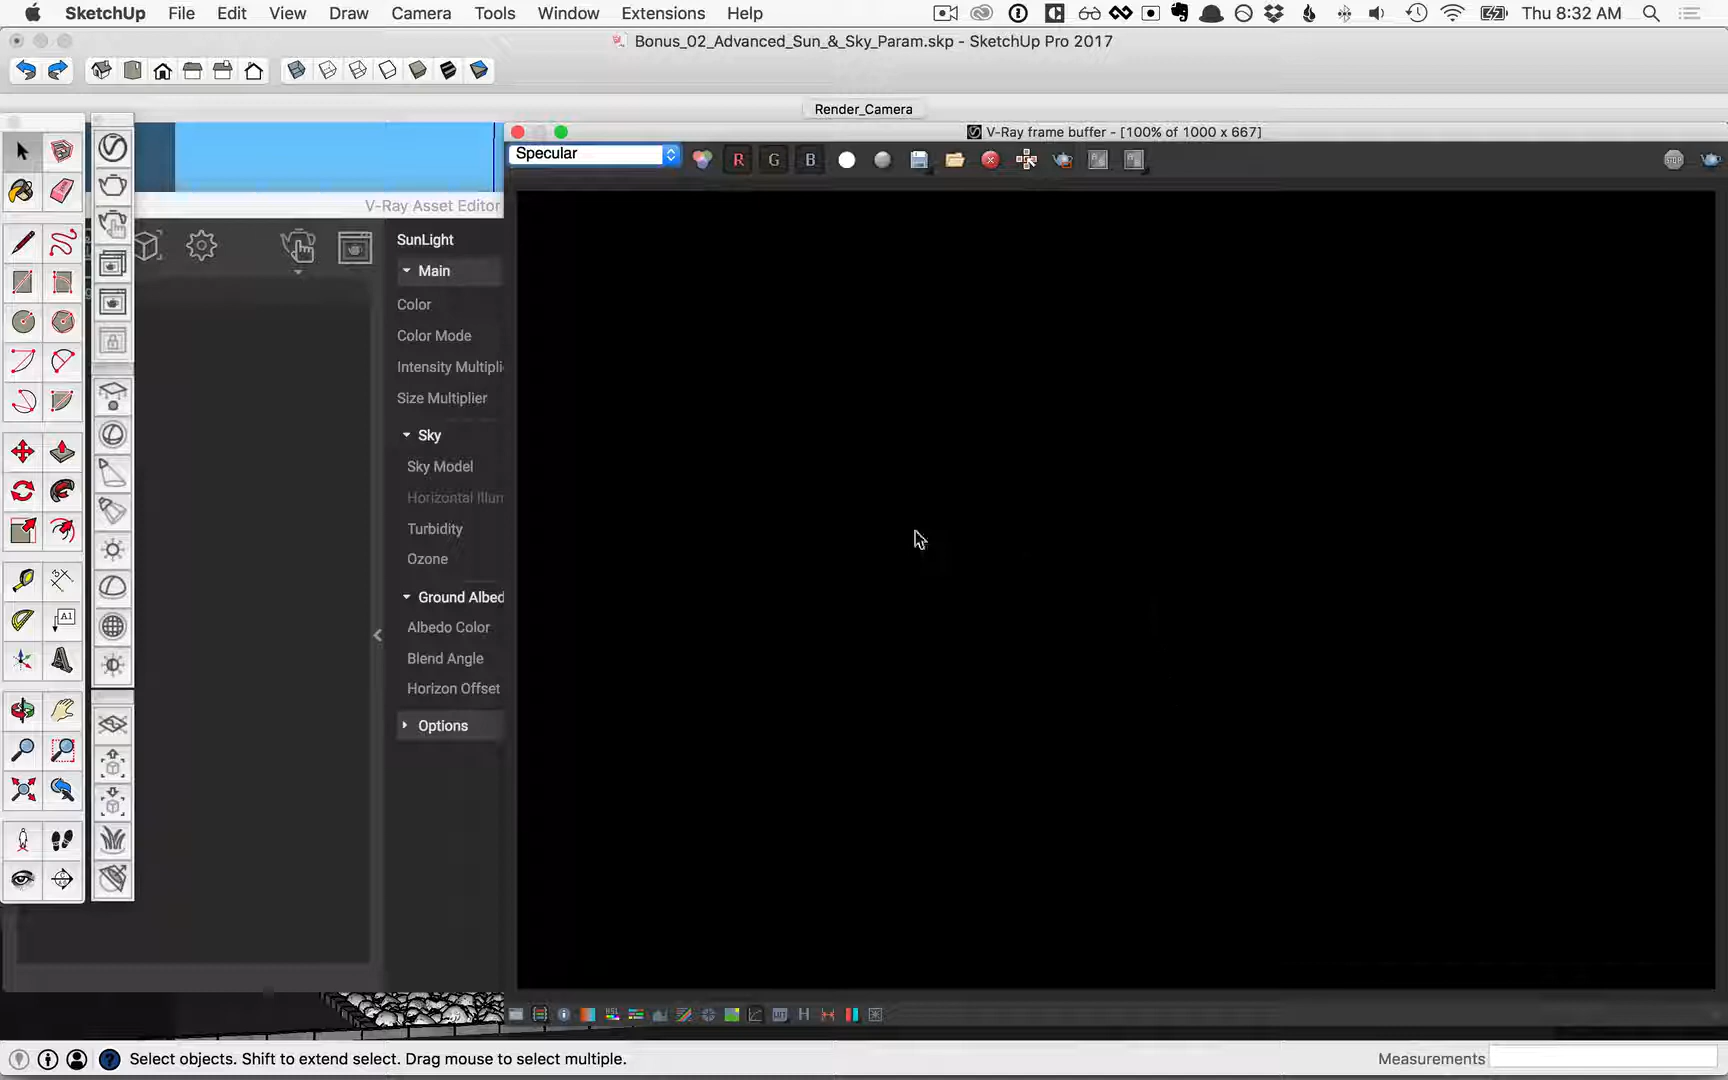 SketchUp File Edit View Draw Camera Tools Window Extensions Help Thu 8:32 AM
Bonus_02_Advanced_Sun_&_Sky_Param.skp - SketchUp Pro 2017
Render_Camera
V-Ray frame buffer - [100% of 1000 x 667]
Specular R G B STOP
V-Ray Asset Editor
SunLight
Main
Color
Color Mode
Intensity Multipli
Size Multiplier
Sky
Sky Model
Horizontal Illum
Turbidity
Ozone
Ground Albed
Albedo Color
Blend Angle
Horizon Offset
Options
A1
H
Select objects. Shift to extend select. Drag mouse to select multiple. Measurements